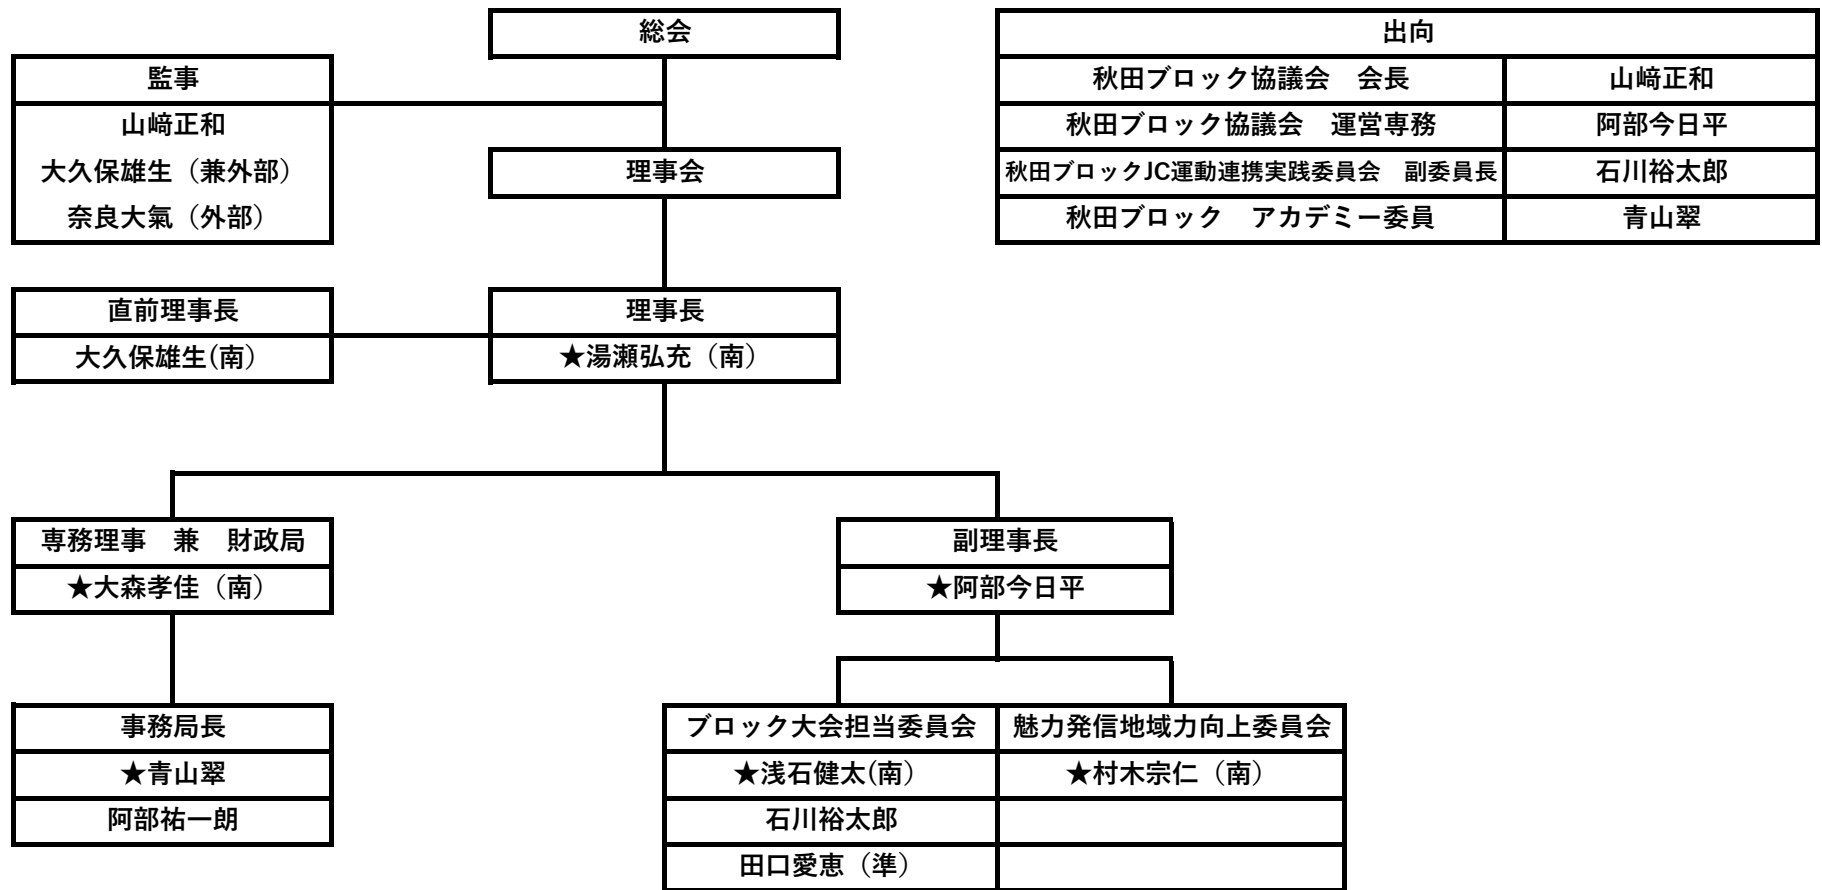 総会
監事
山﨑正和
大久保雄生（兼外部）
奈良大氣（外部）
理事会
出向
秋田ブロック協議会　会長　山﨑正和
秋田ブロック協議会　運営専務　阿部今日平
秋田ブロックJC運動連携実践委員会　副委員長　石川裕太郎
秋田ブロック　アカデミー委員　青山翠
直前理事長
大久保雄生(南）
理事長
★湯瀬弘充（南）
専務理事　兼　財政局
★大森孝佳（南）
副理事長
★阿部今日平
事務局長
★青山翠
阿部祐一朗
ブロック大会担当委員会
★浅石健太(南）
石川裕太郎
田口愛恵（準）
魅力発信地域力向上委員会
★村木宗仁（南）